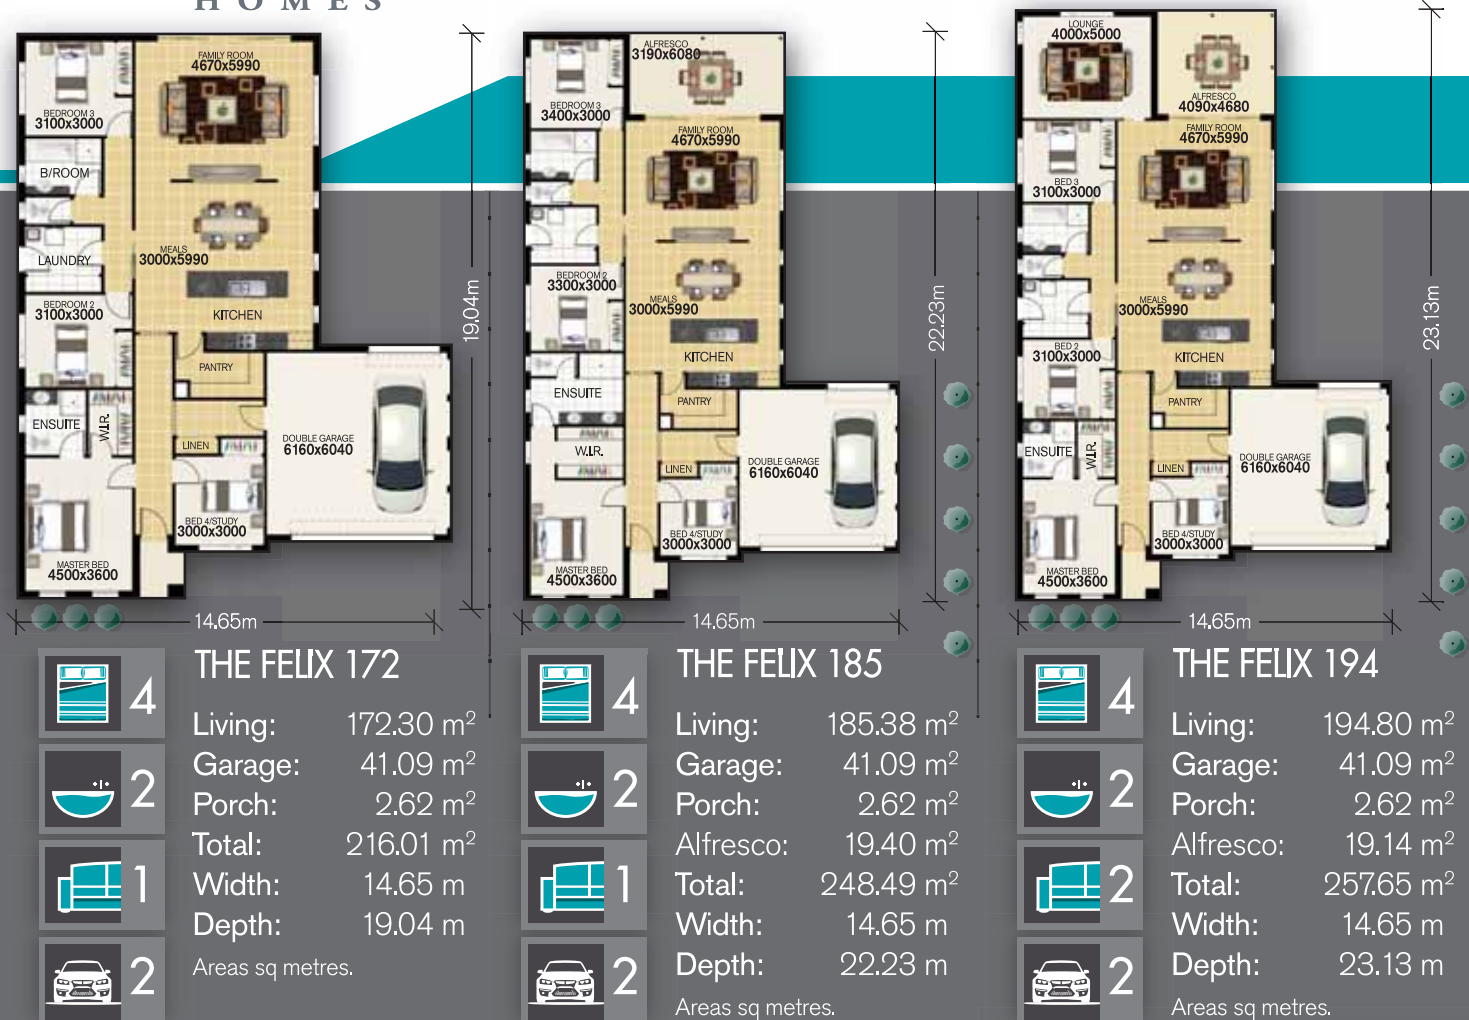 HOMES
FAMILY ROOM
4670x5990
BEDROOM 3
3100x3000
B/ROOM
MEALS
3000x5990
LAUNDRY
BEDROOM 2
3100x3000
KITCHEN
PANTRY
ENSUITE
W.I.R.
LINEN
DOUBLE GARAGE
6160x6040
BED 4/STUDY
3000x3000
MASTER BED
4500x3600
19.04m
14.65m
ALFRESCO
3190x6080
BEDROOM 3
3400x3000
FAMILY ROOM
4670x5990
BEDROOM 2
3300x3000
MEALS
3000x5990
KITCHEN
ENSUITE
PANTRY
W.I.R.
LINEN
DOUBLE GARAGE
6160x6040
BED 4/STUDY
3000x3000
MASTER BED
4500x3600
22.23m
14.65m
LOUNGE
4000x5000
ALFRESCO
4090x4680
FAMILY ROOM
4670x5990
BED 3
3100x3000
MEALS
3000x5990
BED 2
3100x3000
KITCHEN
PANTRY
ENSUITE
W.I.R.
LINEN
DOUBLE GARAGE
6160x6040
BED 4/STUDY
3000x3000
MASTER BED
4500x3600
23.13m
14.65m
4
2
1
2
THE FELIX 172
Living: 172.30 m²
Garage: 41.09 m²
Porch: 2.62 m²
Total: 216.01 m²
Width: 14.65 m
Depth: 19.04 m
Areas sq metres.
4
2
1
2
THE FELIX 185
Living: 185.38 m²
Garage: 41.09 m²
Porch: 2.62 m²
Alfresco: 19.40 m²
Total: 248.49 m²
Width: 14.65 m
Depth: 22.23 m
Areas sq metres.
4
2
2
2
THE FELIX 194
Living: 194.80 m²
Garage: 41.09 m²
Porch: 2.62 m²
Alfresco: 19.14 m²
Total: 257.65 m²
Width: 14.65 m
Depth: 23.13 m
Areas sq metres.